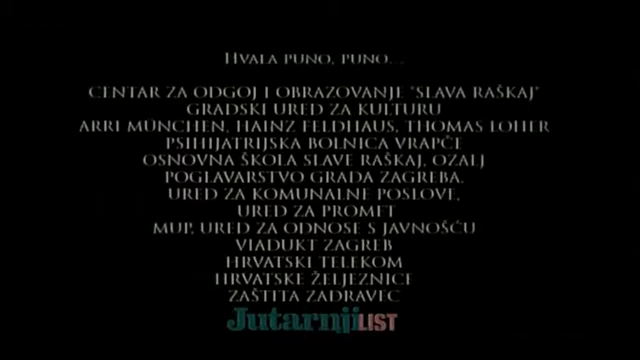 HVALA PUNO, PUNO...
CENTAR ZA ODGOJ I OBRAZOVANJE "SLAVA RAŠKAJ"
GRADSKI URED ZA KULTURU
ARRI MÜNCHEN, HAINZ FELDHAUS, THOMAS LOHER
PSIHIJATRIJSKA BOLNICA VRAPČE
OSNOVNA ŠKOLA SLAVE RAŠKAJ, OZALJ
POGLAVARSTVO GRADA ZAGREBA,
URED ZA KOMUNALNE POSLOVE,
URED ZA PROMET
MUP, URED ZA ODNOSE S JAVNOŠĆU
VIADUKT ZAGREB
HRVATSKI TELEKOM
HRVATSKE ŽELJEZNICE
ZAŠTITA ZADRAVEC
Jutarnji LIST